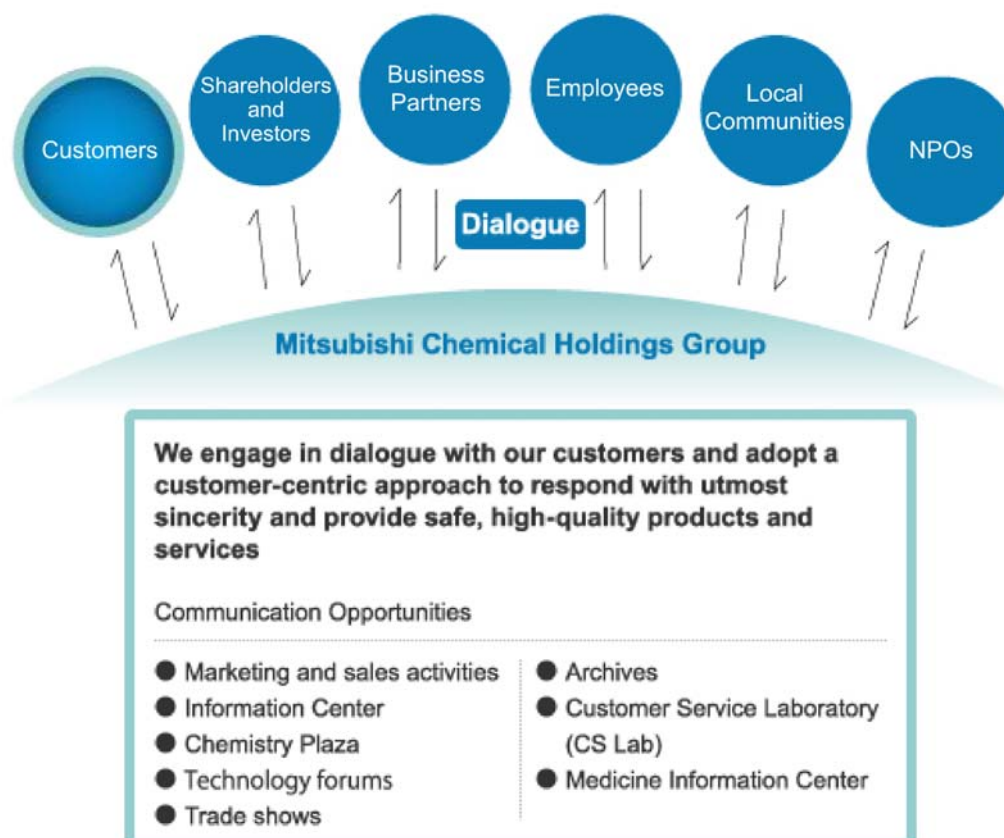 Customers
Shareholders
and
Investors
Business
Partners
Employees
Local
Communities
NPOs
Dialogue
Mitsubishi Chemical Holdings Group
We engage in dialogue with our customers and adopt a
customer-centric approach to respond with utmost
sincerity and provide safe, high-quality products and
services
Communication Opportunities
● Marketing and sales activities
● Information Center
● Chemistry Plaza
● Technology forums
● Trade shows
● Archives
● Customer Service Laboratory
(CS Lab)
● Medicine Information Center